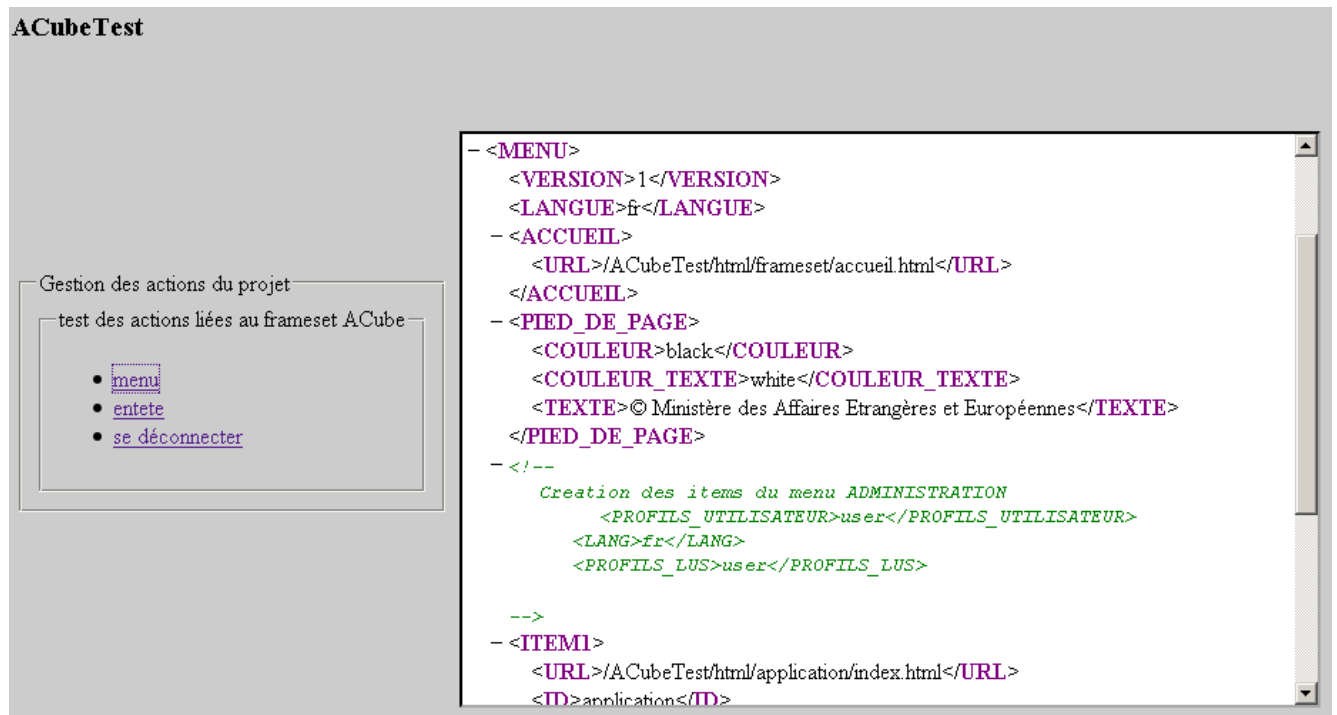 ACubeTest
Gestion des actions du projet
test des actions liées au frameset ACube
menu
entete
se déconnecter
– <MENU>
<VERSION>1</VERSION>
<LANGUE>fr</LANGUE>
– <ACCUEIL>
<URL>/ACubeTest/html/frameset/accueil.html</URL>
</ACCUEIL>
– <PIED_DE_PAGE>
<COULEUR>black</COULEUR>
<COULEUR_TEXTE>white</COULEUR_TEXTE>
<TEXTE>© Ministère des Affaires Etrangères et Européennes</TEXTE>
</PIED_DE_PAGE>
– <!--
Creation des items du menu ADMINISTRATION
<PROFILS_UTILISATEUR>user</PROFILS_UTILISATEUR>
<LANG>fr</LANG>
<PROFILS_LUS>user</PROFILS_LUS>
-->
– <ITEM1>
<URL>/ACubeTest/html/application/index.html</URL>
<ID>application</ID>